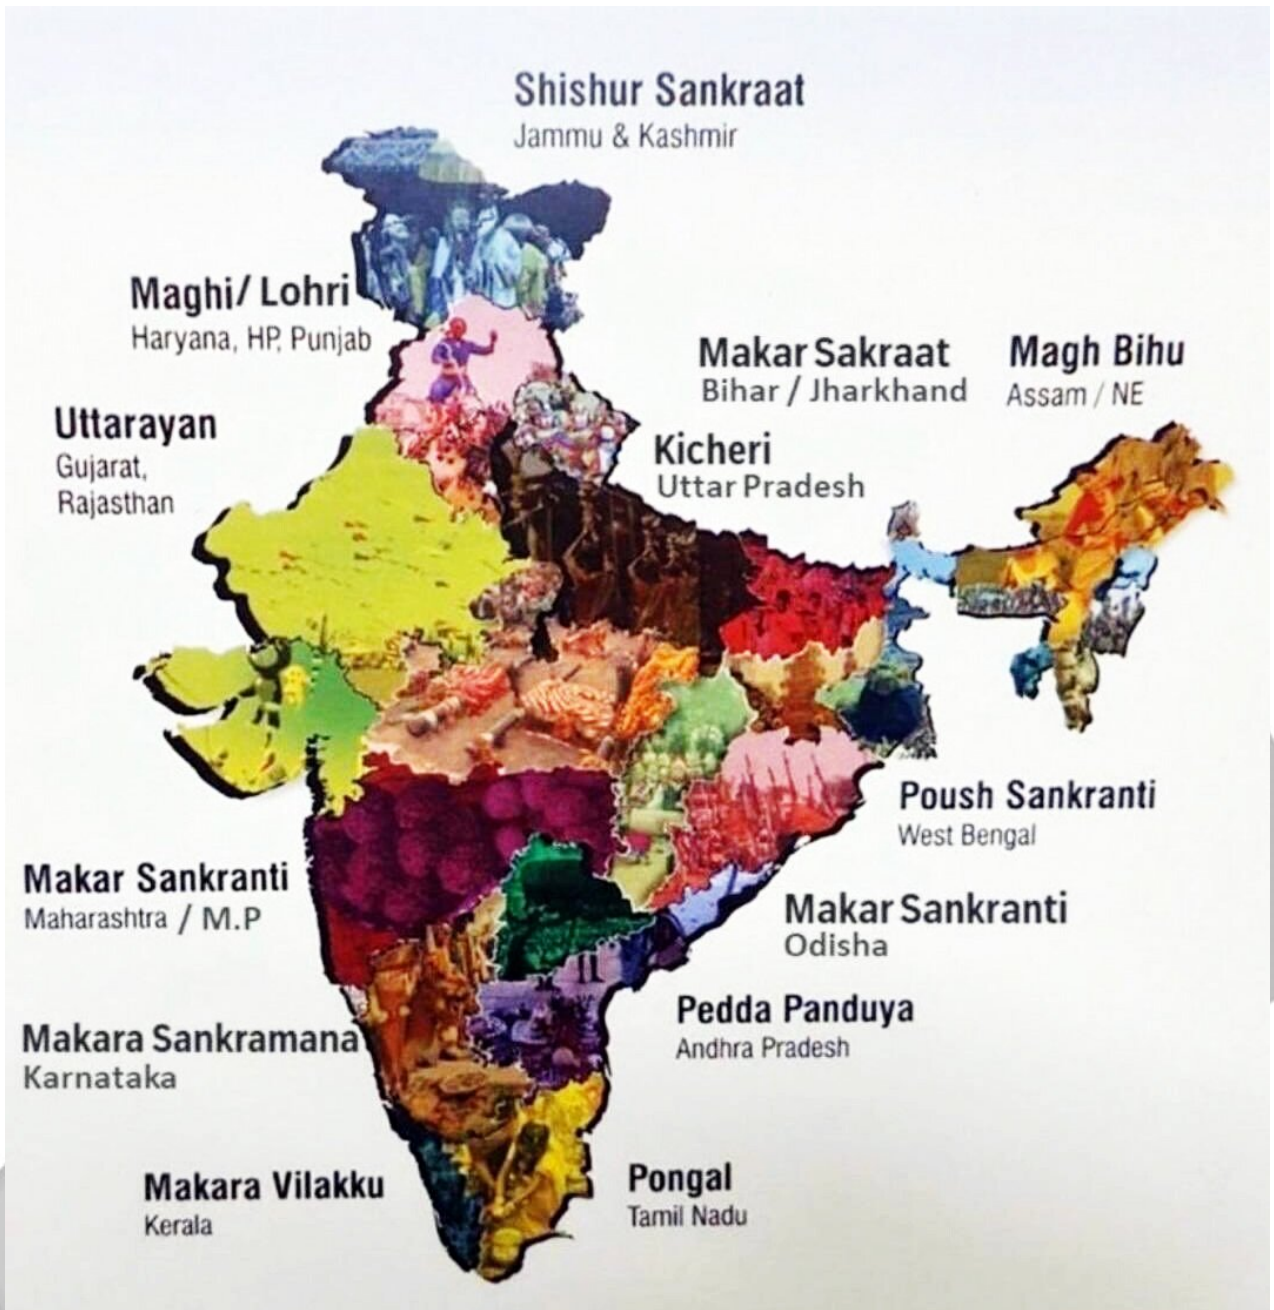 Shishur Sankraat
Jammu & Kashmir
Maghi/ Lohri
Haryana, HP, Punjab
Makar Sakraat
Bihar / Jharkhand
Magh Bihu
Assam / NE
Uttarayan
Gujarat,
Rajasthan
Kicheri
Uttar Pradesh
Poush Sankranti
West Bengal
Makar Sankranti
Maharashtra / M.P
Makar Sankranti
Odisha
Pedda Panduya
Andhra Pradesh
Makara Sankramana
Karnataka
Makara Vilakku
Kerala
Pongal
Tamil Nadu